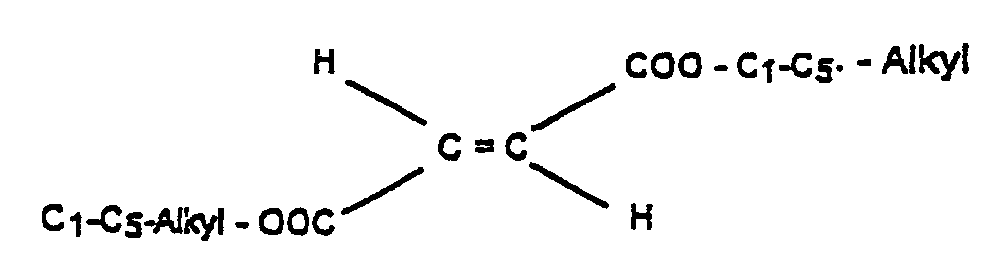 H COO - C1-C5. - Alkyl
C = C
C1-C5-Alkyl - OOC H